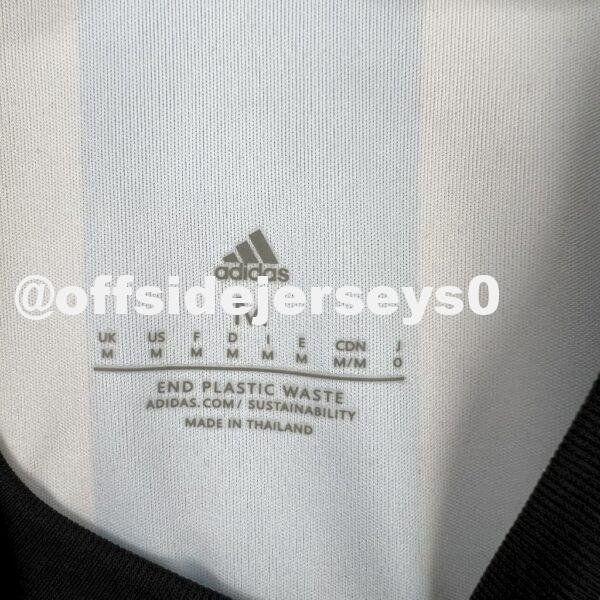 adidas
@offsidejerseys0
UK US F D I E CDN J
M M M M M M M/M O
END PLASTIC WASTE
ADIDAS.COM/ SUSTAINABILITY
MADE IN THAILAND